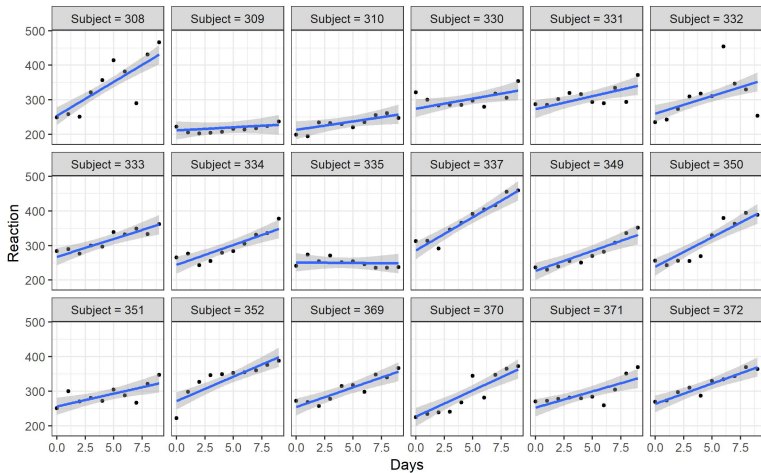 Subject = 308 Subject = 309 Subject = 310 Subject = 330 Subject = 331 Subject = 332
500
400
300
200
Subject = 333 Subject = 334 Subject = 335 Subject = 337 Subject = 349 Subject = 350
500
400
300
200
Subject = 351 Subject = 352 Subject = 369 Subject = 370 Subject = 371 Subject = 372
500
400
300
200
0.0 2.5 5.0 7.5 0.0 2.5 5.0 7.5 0.0 2.5 5.0 7.5 0.0 2.5 5.0 7.5 0.0 2.5 5.0 7.5 0.0 2.5 5.0 7.5
Days
Reaction